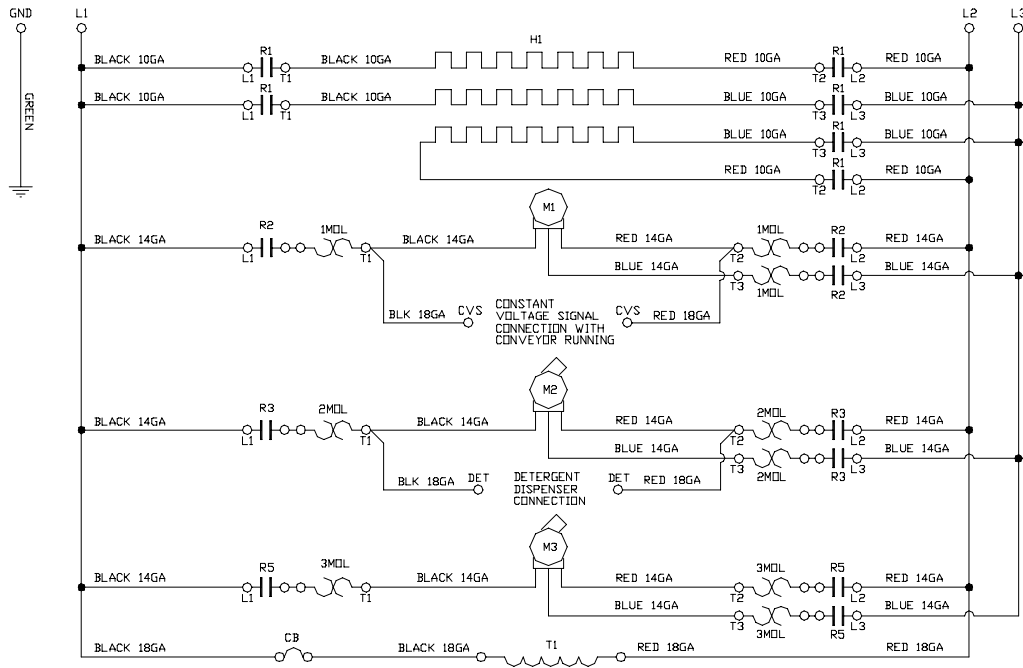 GND L1 L2 L3
H1
BLACK 10GA R1 BLACK 10GA RED 10GA R1 RED 10GA
L1 T1 T2 L2
R1 R1
BLACK 10GA BLACK 10GA BLUE 10GA BLUE 10GA
L1 T1 T3 L3
GREEN
BLUE 10GA R1 BLUE 10GA
T3 L3
RED 10GA R1 RED 10GA
T2 L2
M1
BLACK 14GA R2 1MOL BLACK 14GA RED 14GA 1MOL R2 RED 14GA
L1 T1 T2 L2
BLUE 14GA BLUE 14GA
T3 1MOL R2 L3
BLK 18GA CVS CONSTANT CVS RED 18GA
VOLTAGE SIGNAL
CONNECTION WITH
CONVEYOR RUNNING
M2
BLACK 14GA R3 2MOL BLACK 14GA RED 14GA 2MOL R3 RED 14GA
L1 T1 T2 L2
BLUE 14GA BLUE 14GA
T3 2MOL R3 L3
BLK 18GA DET DETERGENT DET RED 18GA
DISPENSER
CONNECTION
M3
BLACK 14GA R5 3MOL BLACK 14GA RED 14GA 3MOL R5 RED 14GA
L1 T1 T2 L2
BLUE 14GA BLUE 14GA
T3 3MOL R5 L3
BLACK 18GA CB BLACK 18GA T1 RED 18GA RED 18GA